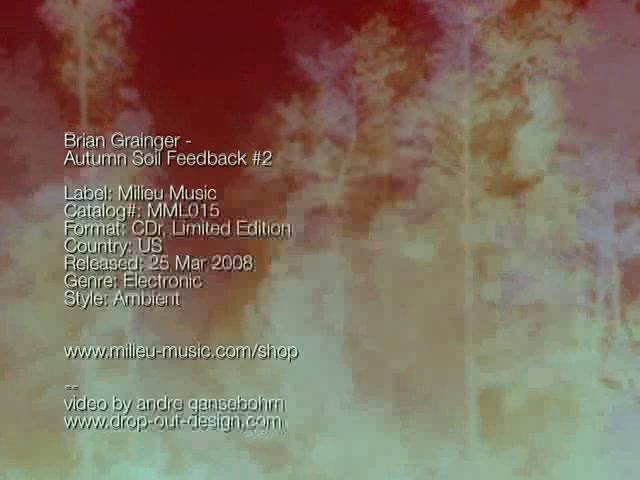 Brian Grainger -
Autumn Soil Feedback #2
Label: Milieu Music
Catalog#: MML015
Format: CDr, Limited Edition
Country: US
Released: 25 Mar 2008
Genre: Electronic
Style: Ambient
www.milieu-music.com/shop
--
video by andre gansebohm
www.drop-out-design.com